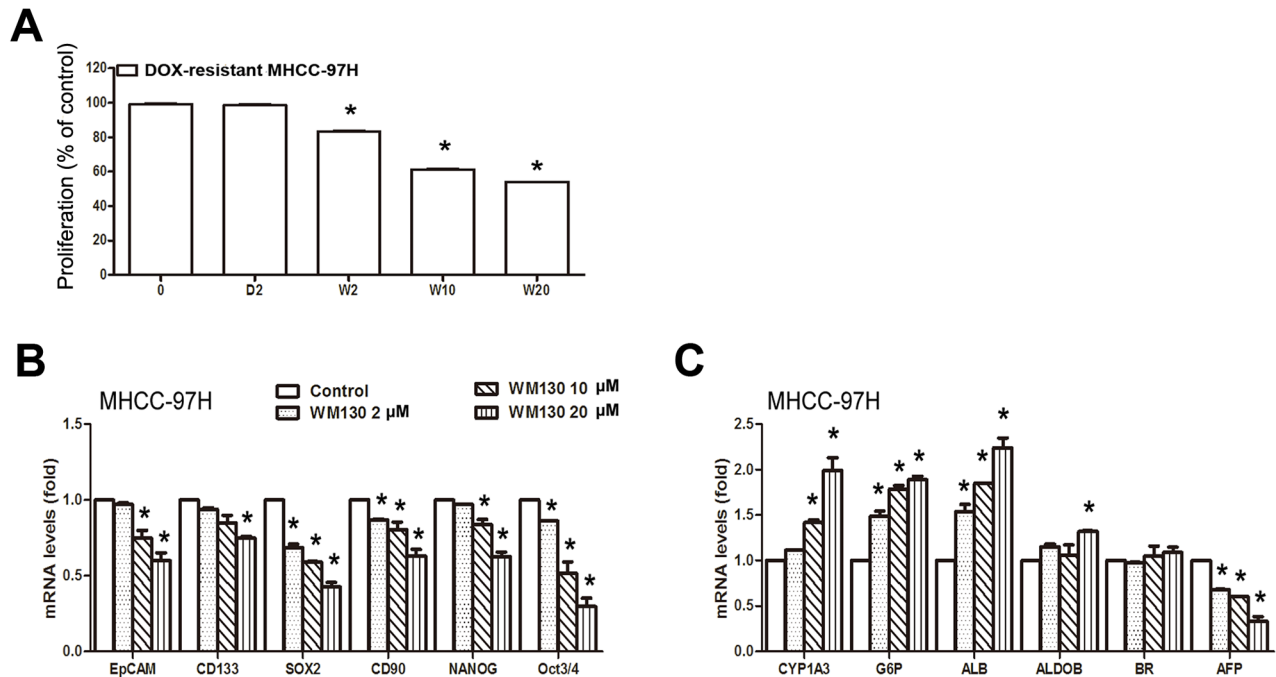 A
Proliferation (% of control)
DOX-resistant MHCC-97H
120
100
80
60
40
20
0
*
*
*
0 D2 W2 W10 W20
B
MHCC-97H
Control
WM130 2 μM
WM130 10 μM
WM130 20 μM
mRNA levels (fold)
1.5
1.0
0.5
0.0
* *
*
* * *
* * *
* *
* * *
EpCAM CD133 SOX2 CD90 NANOG Oct3/4
C
MHCC-97H
mRNA levels (fold)
2.5
2.0
1.5
1.0
0.5
0.0
* *
* * *
* * *
*
* * *
CYP1A3 G6P ALB ALDOB BR AFP